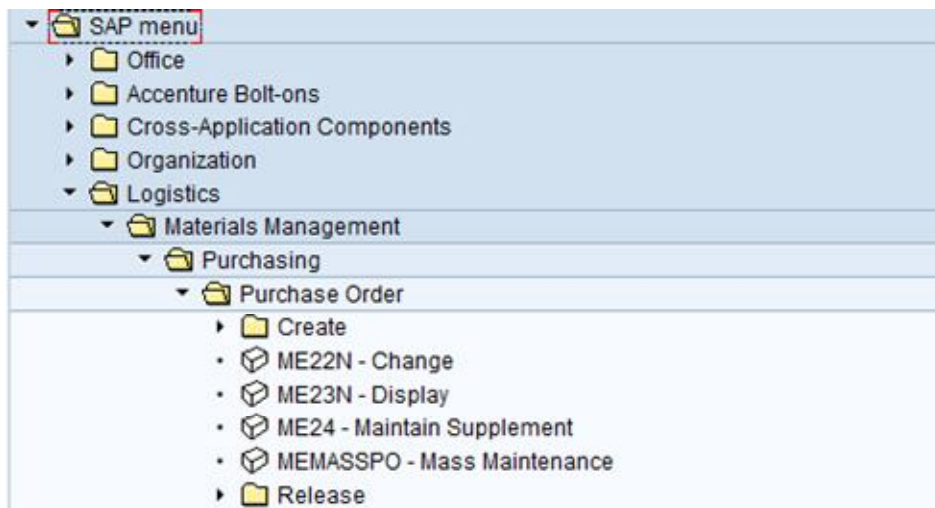 SAP menu
Office
Accenture Bolt-ons
Cross-Application Components
Organization
Logistics
Materials Management
Purchasing
Purchase Order
Create
ME22N - Change
ME23N - Display
ME24 - Maintain Supplement
MEMASSPO - Mass Maintenance
Release